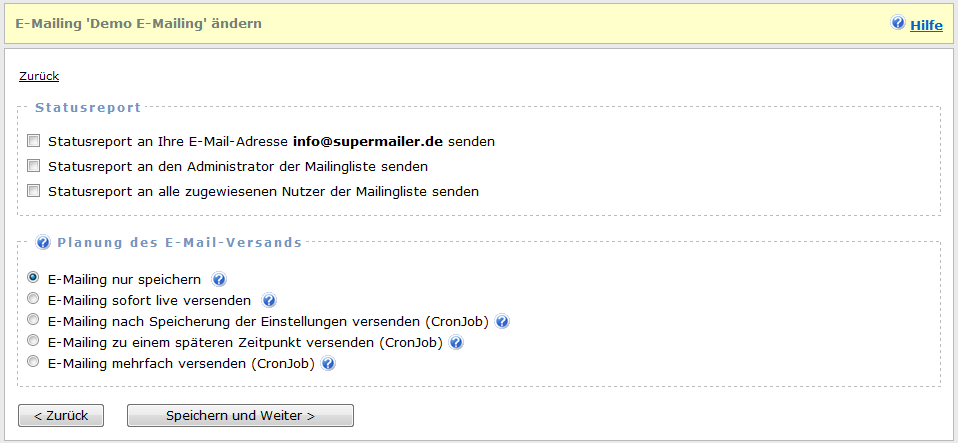 E-Mailing 'Demo E-Mailing' ändern
Hilfe
Zurück
Statusreport
Statusreport an Ihre E-Mail-Adresse info@supermailer.de senden
Statusreport an den Administrator der Mailingliste senden
Statusreport an alle zugewiesenen Nutzer der Mailingliste senden
Planung des E-Mail-Versands
E-Mailing nur speichern
E-Mailing sofort live versenden
E-Mailing nach Speicherung der Einstellungen versenden (CronJob)
E-Mailing zu einem späteren Zeitpunkt versenden (CronJob)
E-Mailing mehrfach versenden (CronJob)
< Zurück
Speichern und Weiter >